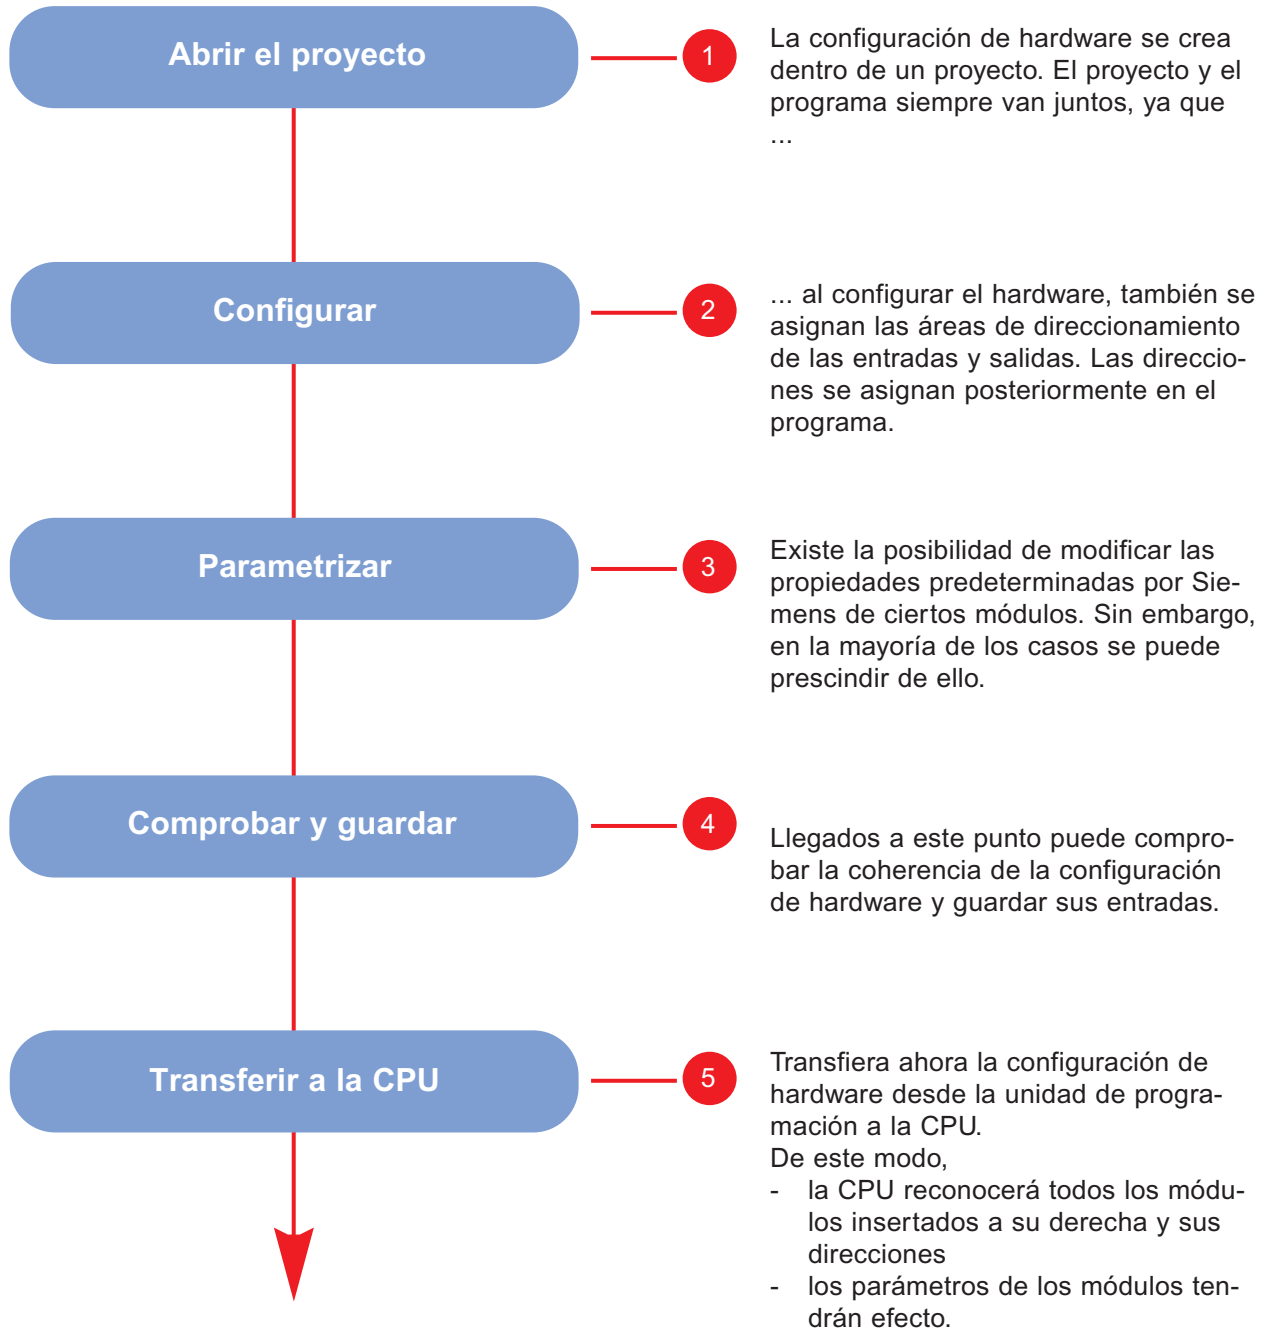 Abrir el proyecto
1
La configuración de hardware se crea
dentro de un proyecto. El proyecto y el
programa siempre van juntos, ya que
...
Configurar
2
... al configurar el hardware, también se
asignan las áreas de direccionamiento
de las entradas y salidas. Las direccio-
nes se asignan posteriormente en el
programa.
Parametrizar
3
Existe la posibilidad de modificar las
propiedades predeterminadas por Sie-
mens de ciertos módulos. Sin embargo,
en la mayoría de los casos se puede
prescindir de ello.
Comprobar y guardar
4
Llegados a este punto puede compro-
bar la coherencia de la configuración
de hardware y guardar sus entradas.
Transferir a la CPU
5
Transfiera ahora la configuración de
hardware desde la unidad de progra-
mación a la CPU.
De este modo,
- la CPU reconocerá todos los módu-
los insertados a su derecha y sus
direcciones
- los parámetros de los módulos ten-
drán efecto.